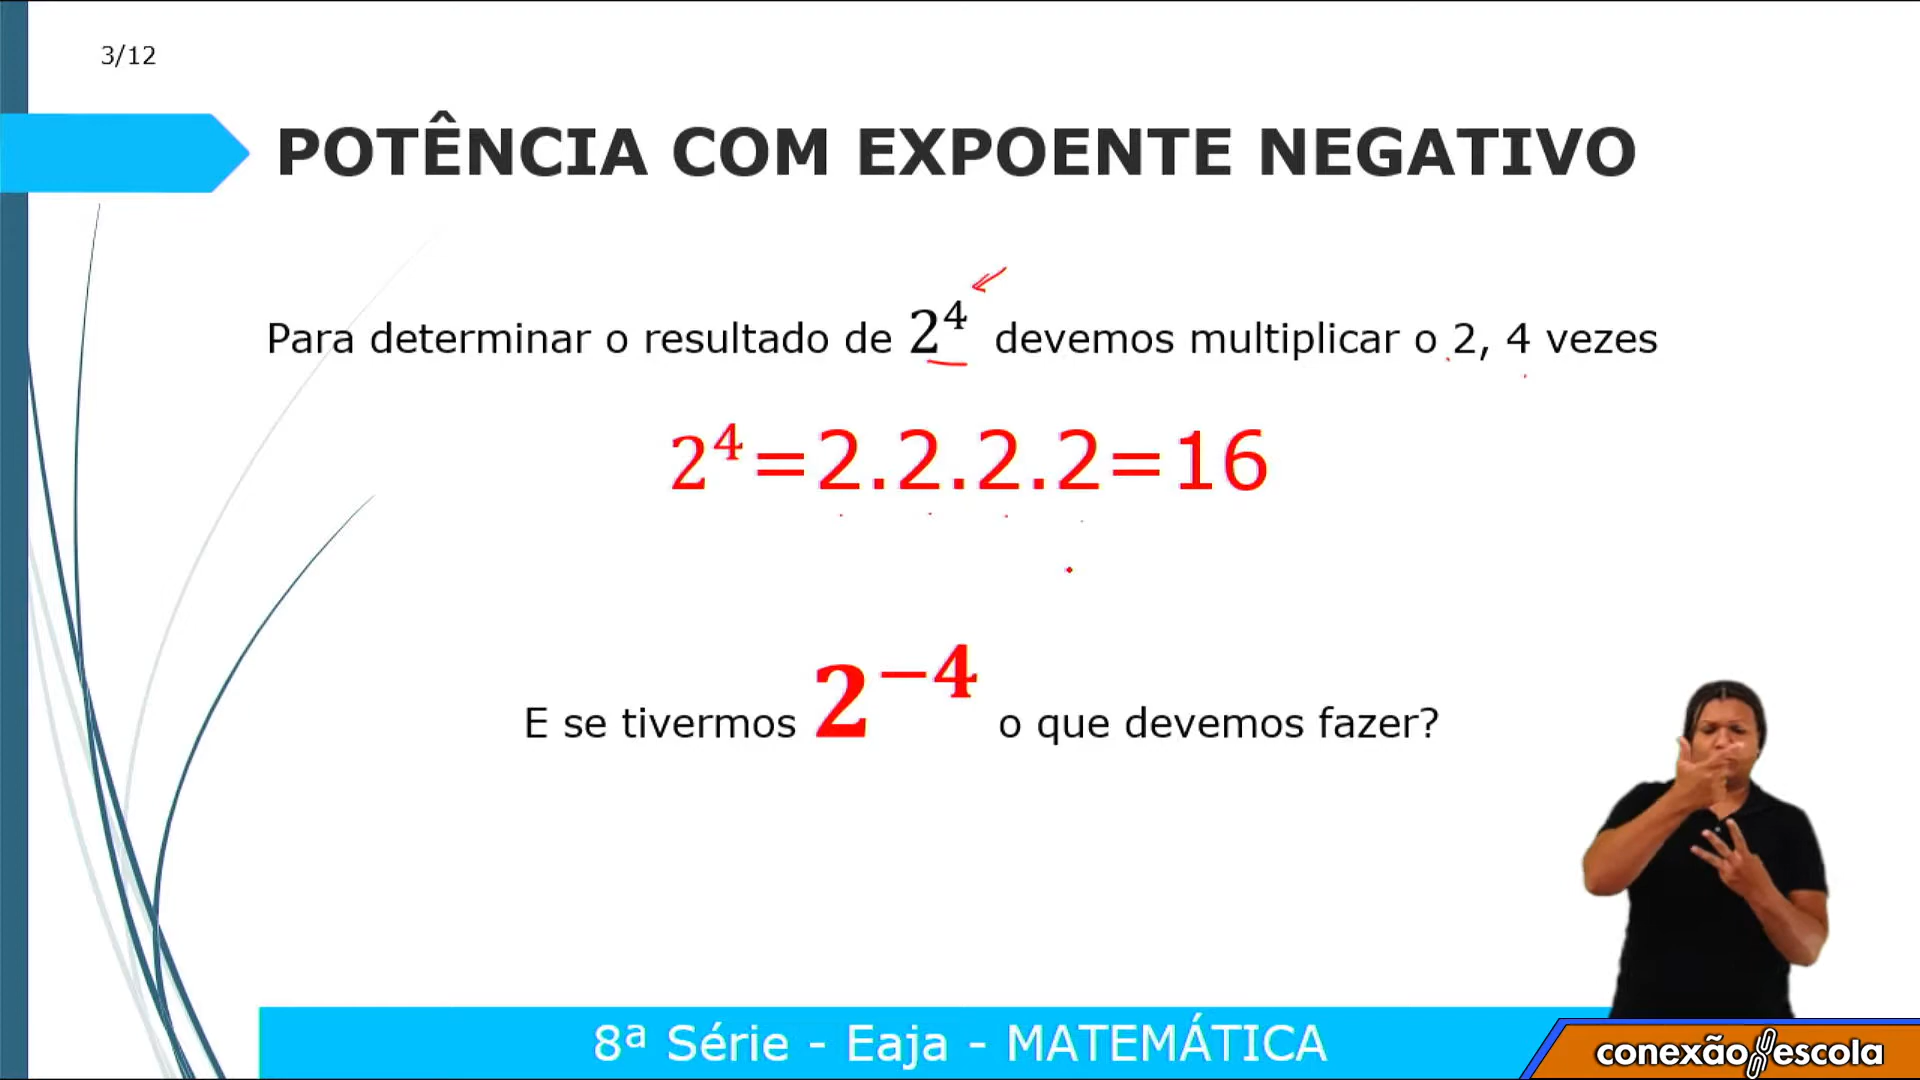 3/12
POTÊNCIA COM EXPOENTE NEGATIVO
Para determinar o resultado de 2⁴ devemos multiplicar o 2, 4 vezes
2⁴=2.2.2.2=16
E se tivermos 2⁻⁴ o que devemos fazer?
8ª Série - Eaja - MATEMÁTICA
conexão escola